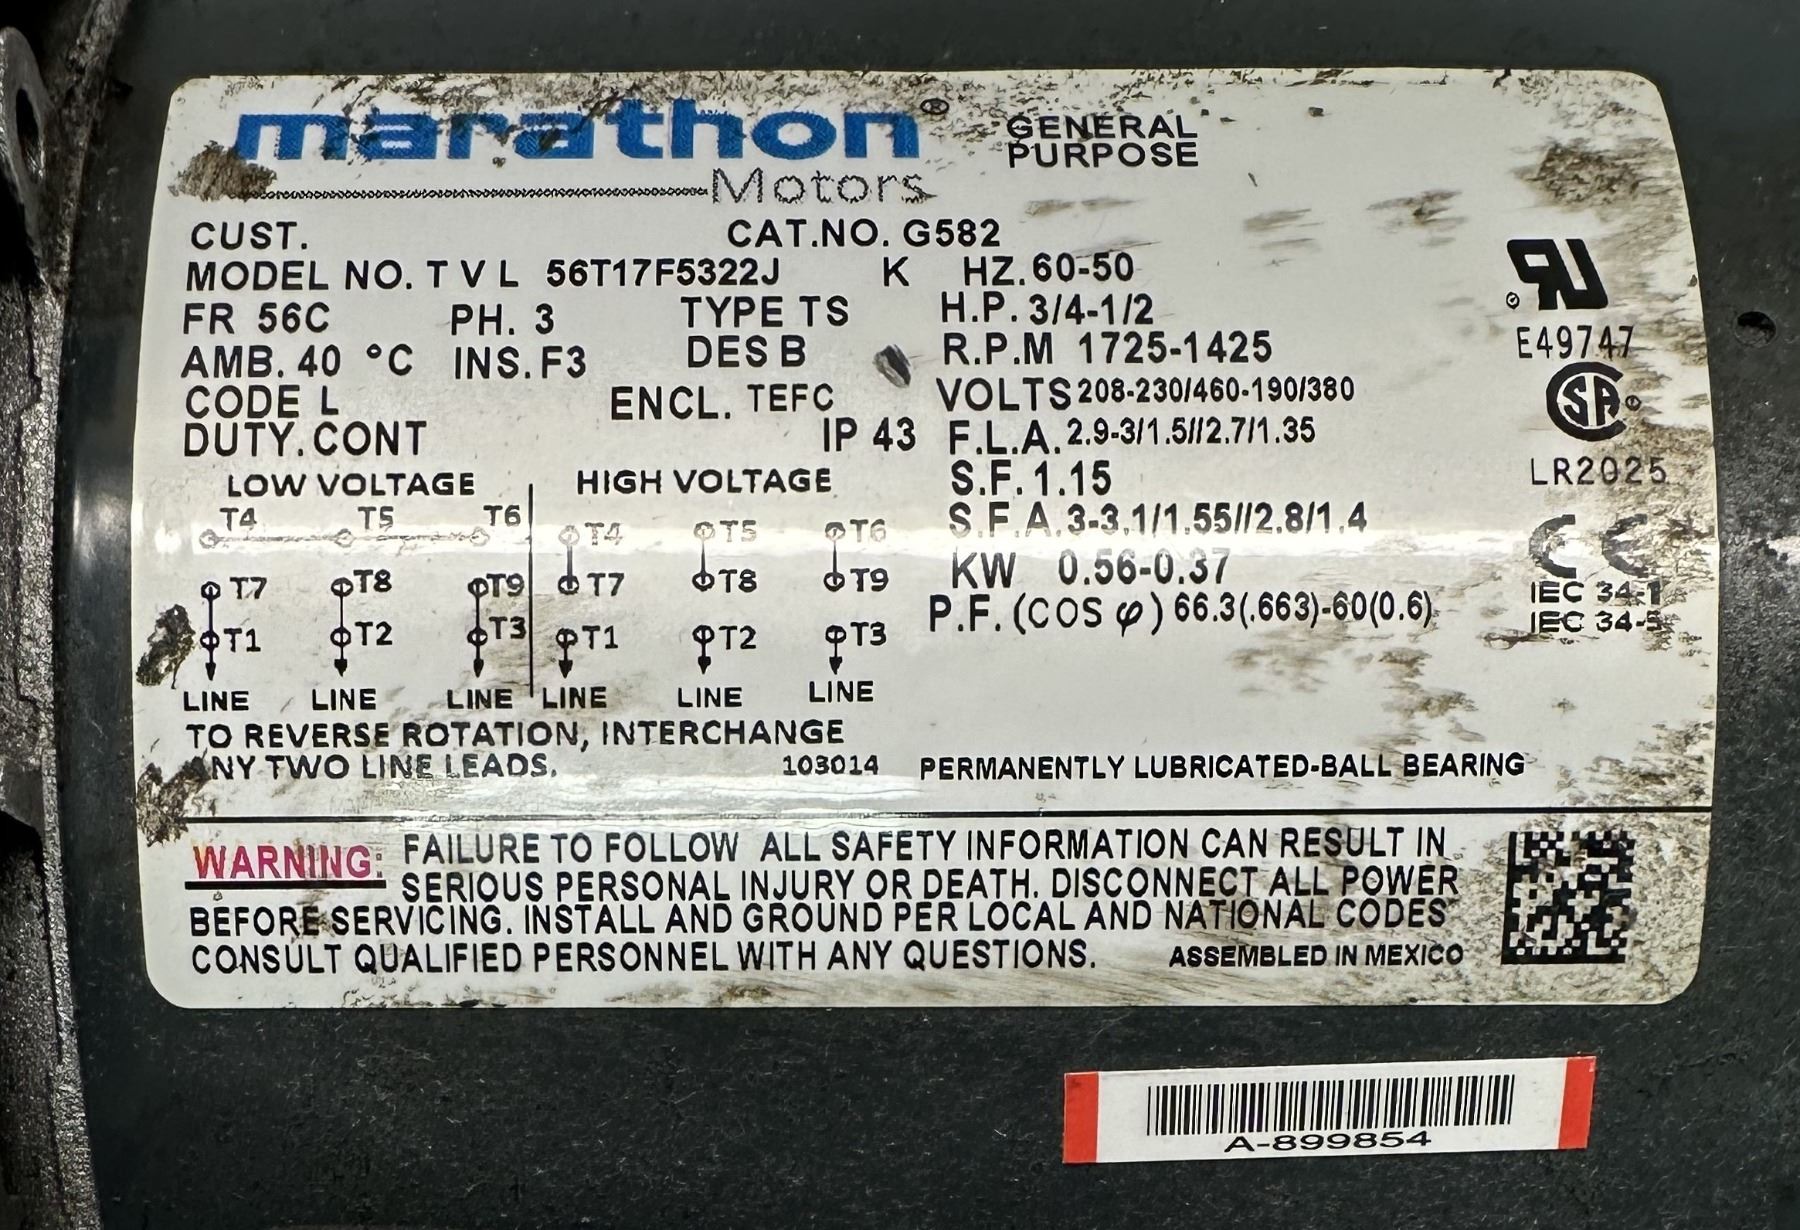 marathon®
Motors
GENERAL
PURPOSE
CUST. CAT.NO. G582
MODEL NO. T V L 56T17F5322J K HZ. 60-50
FR 56C PH. 3 TYPE TS H.P. 3/4-1/2
AMB. 40 °C INS. F3 DES B R.P.M 1725-1425
CODE L ENCL. TEFC VOLTS 208-230/460-190/380
DUTY. CONT IP 43 F.L.A. 2.9-3/1.5//2.7/1.35
S.F. 1.15
S.F.A. 3-3.1/1.55//2.8/1.4
KW 0.56-0.37
P.F. (COS φ) 66.3(.663)-60(0.6)
LOW VOLTAGE HIGH VOLTAGE
T4 T5 T6 T4 T5 T6
T7 T8 T9 T7 T8 T9
T1 T2 T3 T1 T2 T3
LINE LINE LINE LINE LINE LINE
TO REVERSE ROTATION, INTERCHANGE
ANY TWO LINE LEADS. 103014 PERMANENTLY LUBRICATED-BALL BEARING
E49747
LR2025
CE
IEC 34-1
IEC 34-5
WARNING: FAILURE TO FOLLOW ALL SAFETY INFORMATION CAN RESULT IN
SERIOUS PERSONAL INJURY OR DEATH. DISCONNECT ALL POWER
BEFORE SERVICING. INSTALL AND GROUND PER LOCAL AND NATIONAL CODES
CONSULT QUALIFIED PERSONNEL WITH ANY QUESTIONS. ASSEMBLED IN MEXICO
A-899854